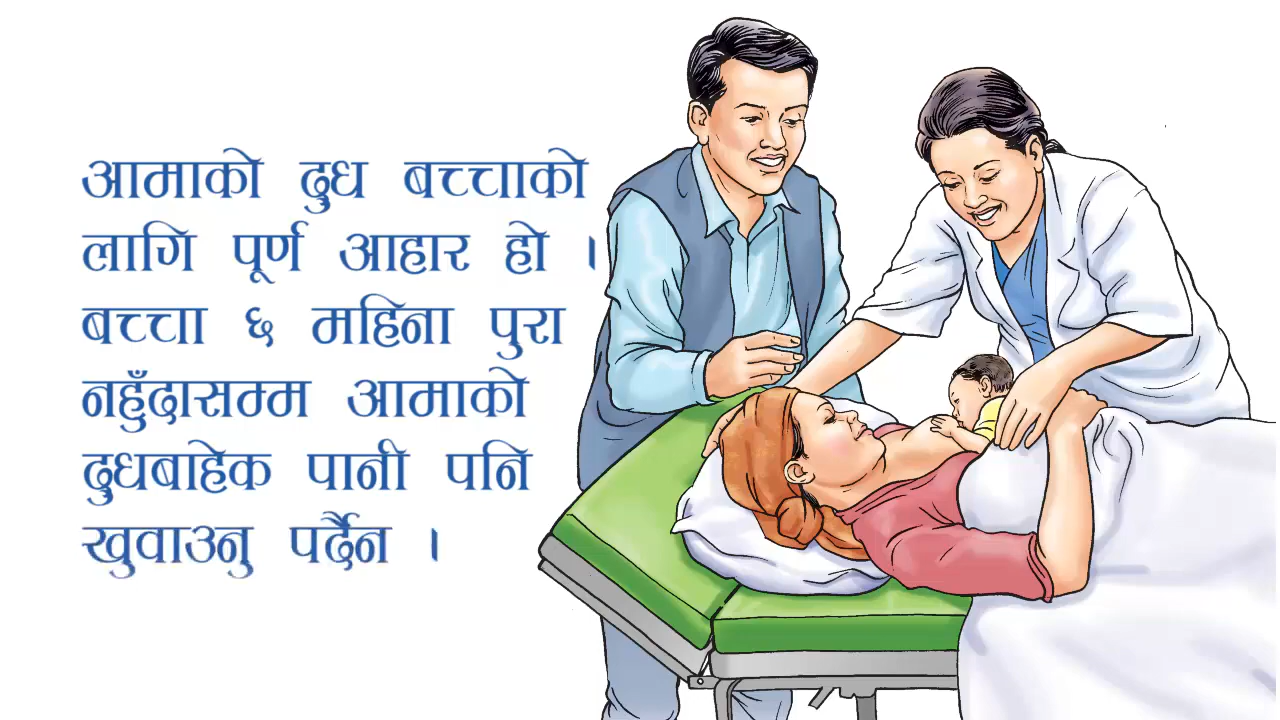 आमाको दुध बच्चाको
लागि पूर्ण आहार हो ।
बच्चा ६ महिना पुरा
नहुँदासम्म आमाको
दुधबाहेक पानी पनि
खुवाउनु पर्दैन ।